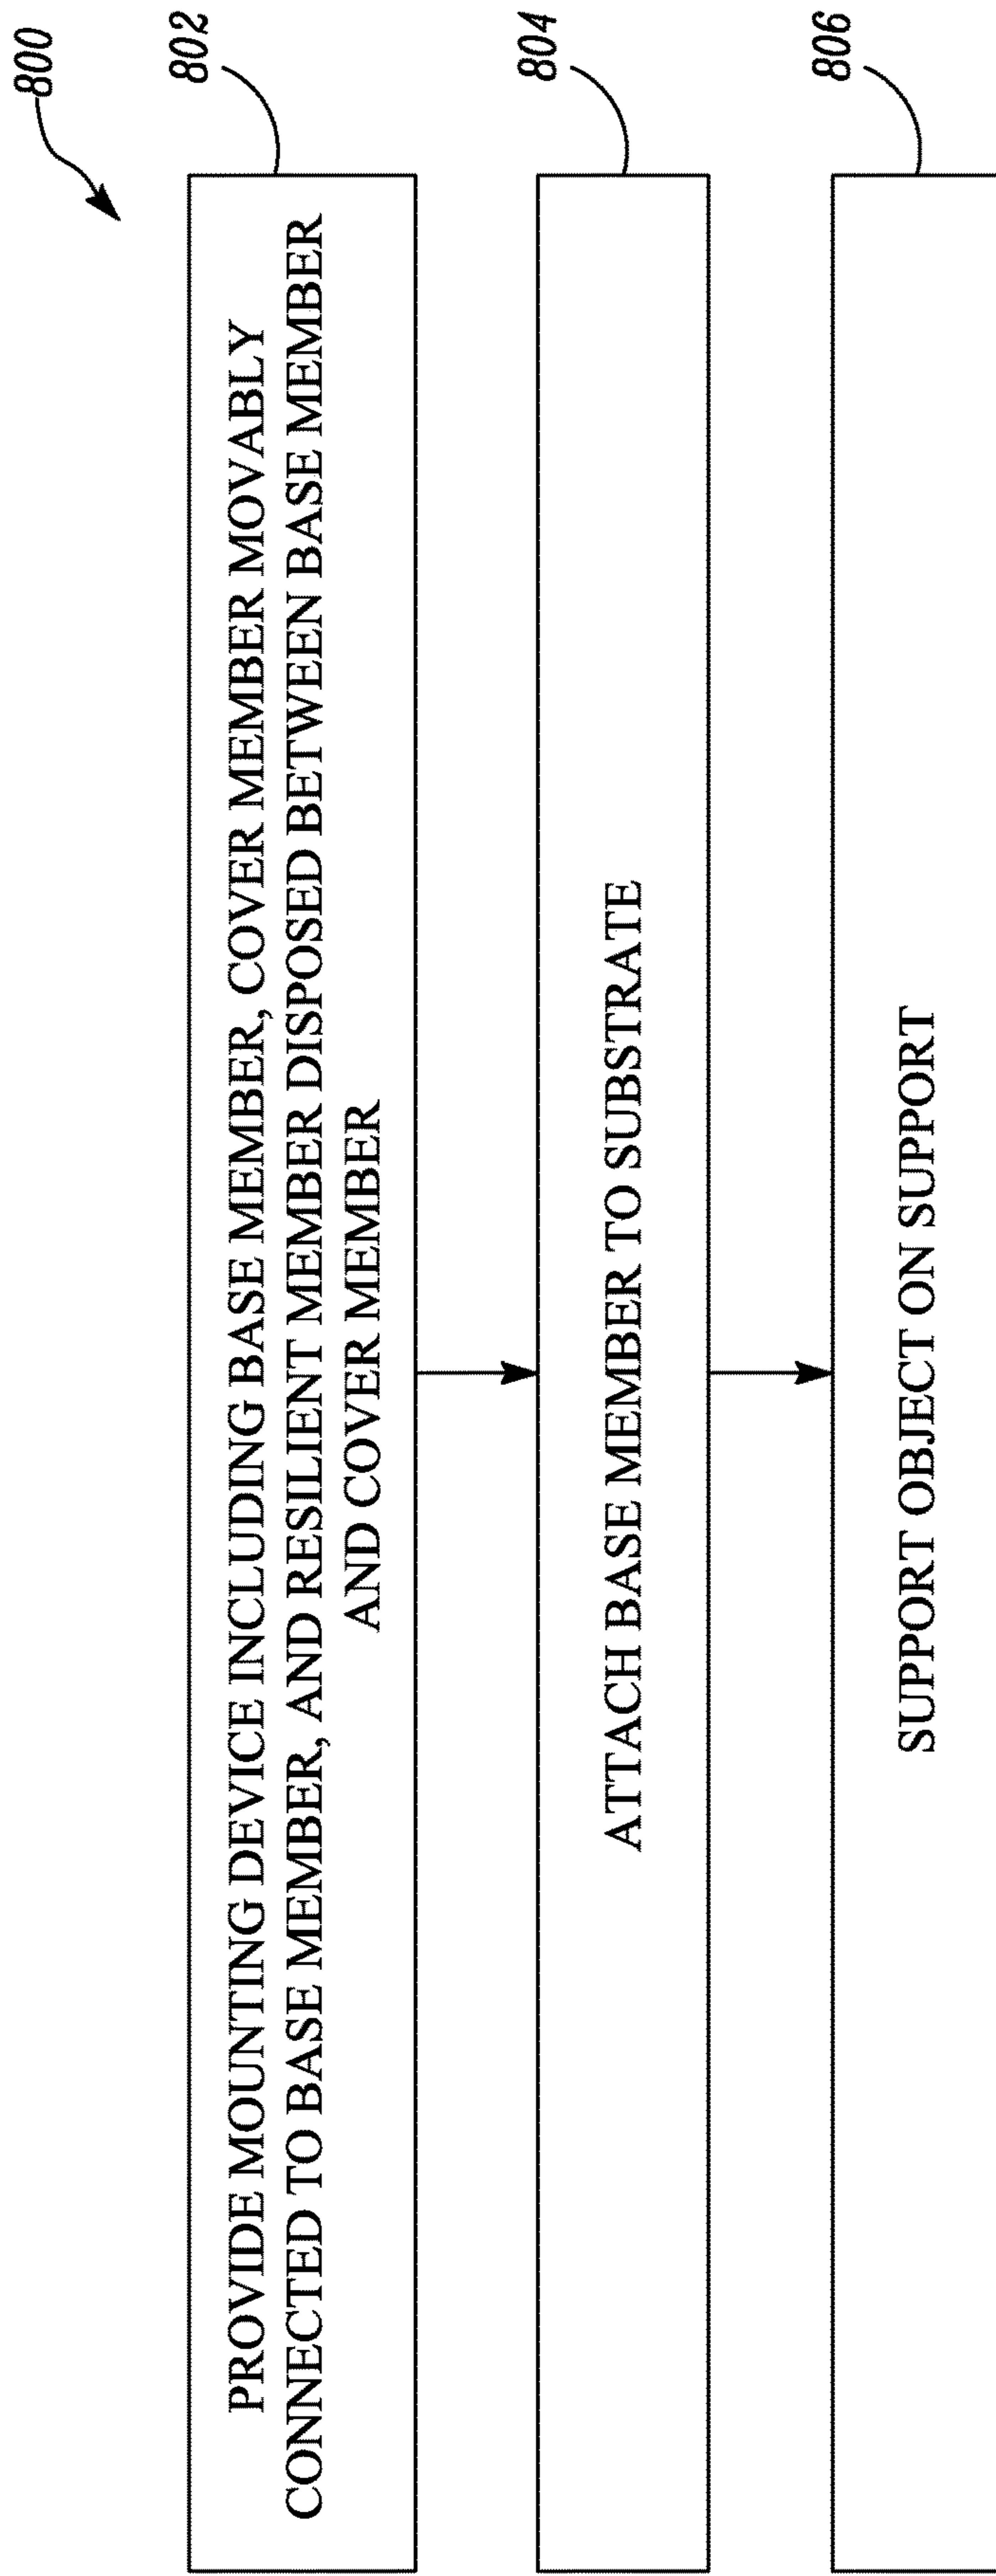 800
802
PROVIDE MOUNTING DEVICE INCLUDING BASE MEMBER, COVER MEMBER MOVABLY
CONNECTED TO BASE MEMBER, AND RESILIENT MEMBER DISPOSED BETWEEN BASE MEMBER
AND COVER MEMBER
804
ATTACH BASE MEMBER TO SUBSTRATE
806
SUPPORT OBJECT ON SUPPORT